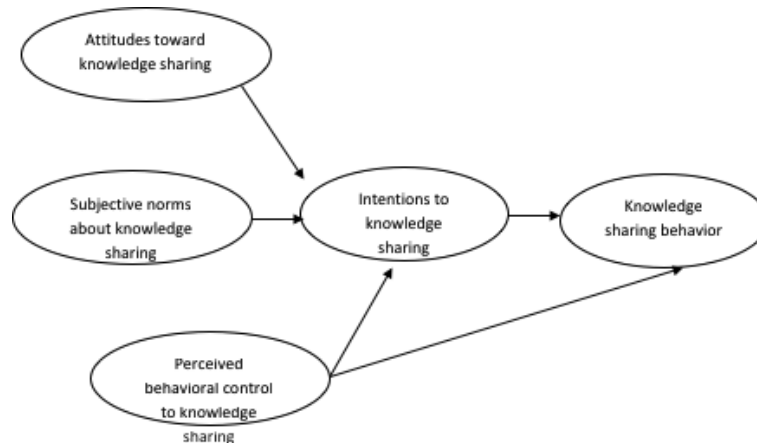 Attitudes toward
knowledge sharing
Subjective norms
about knowledge
sharing
Intentions to
knowledge
sharing
Knowledge
sharing behavior
Perceived
behavioral control
to knowledge
sharing